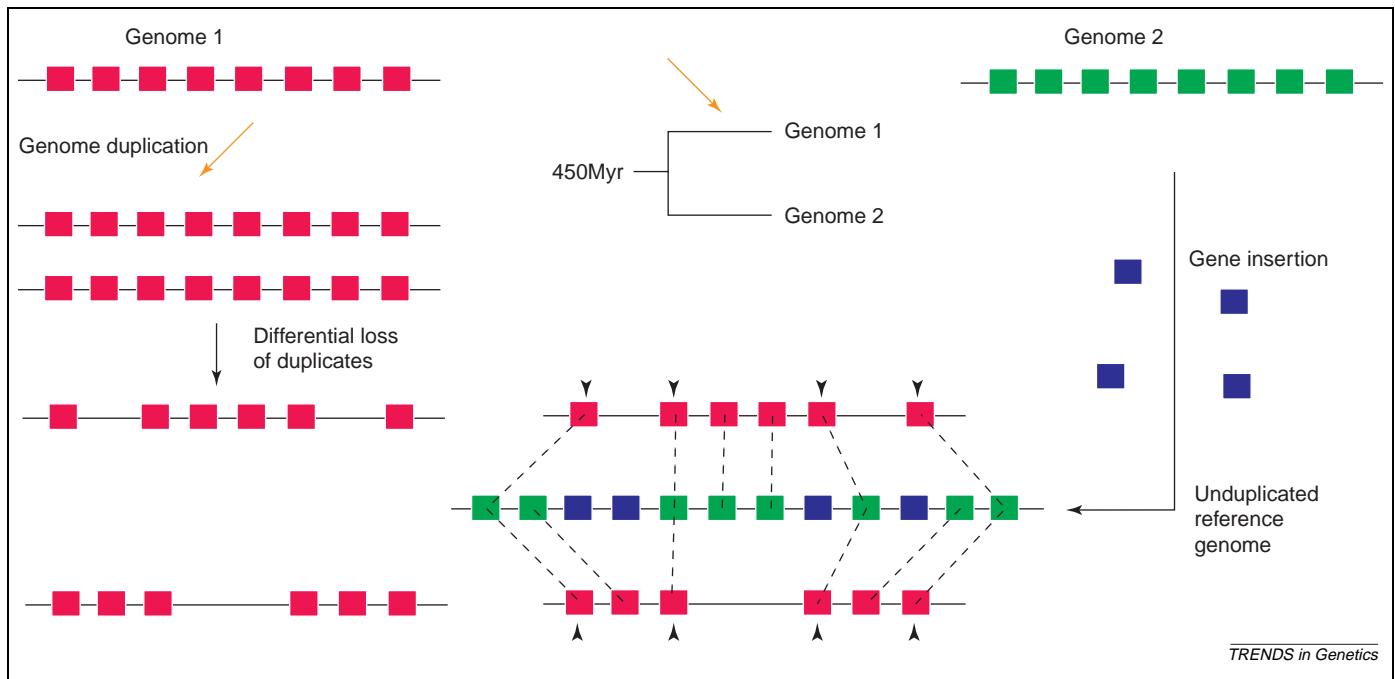 Genome 1
Genome duplication
Differential loss
of duplicates
450Myr
Genome 1
Genome 2
Genome 2
Gene insertion
Unduplicated
reference
genome
TRENDS in Genetics